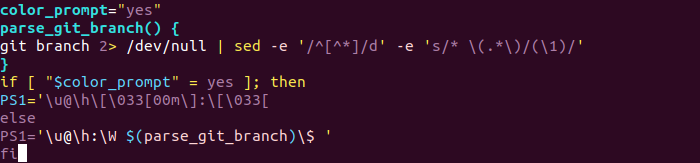 color_prompt="yes"
parse_git_branch() {
git branch 2> /dev/null | sed -e '/^[^*]/d' -e 's/* \(.*\)/(\1)/'
}
if [ "$color_prompt" = yes ]; then
PS1='\u@\h\[\033[00m\]:\[\033[
else
PS1='\u@\h:\W $(parse_git_branch)\$ '
fi